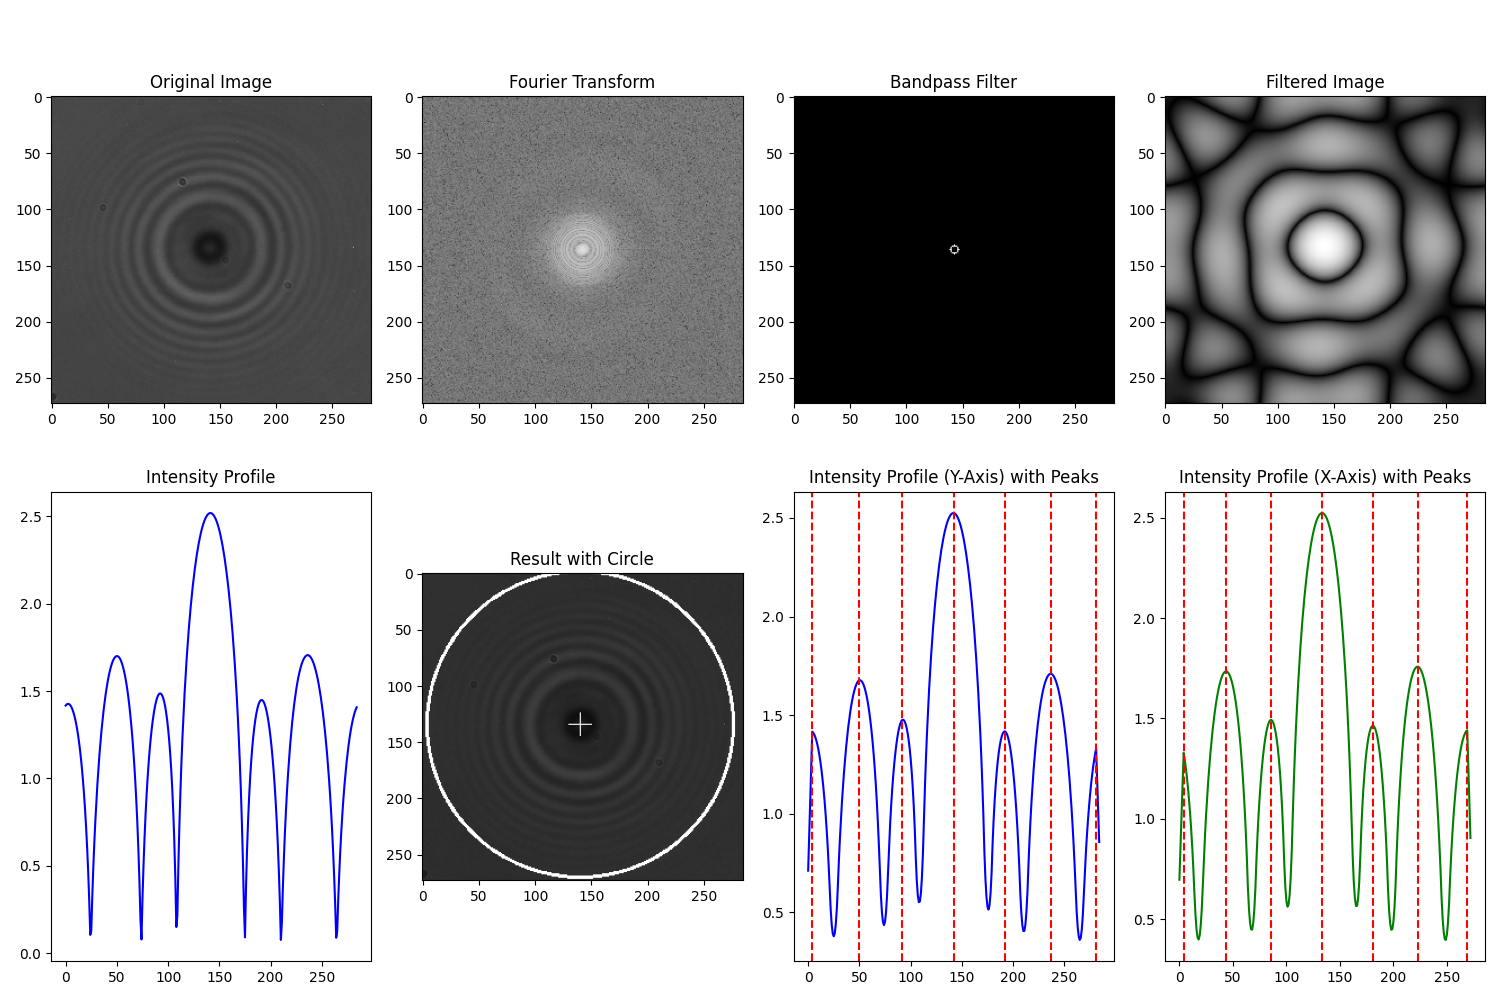 Original Image
Fourier Transform
Bandpass Filter
Filtered Image
0
50
100
150
200
250
0 50 100 150 200 250
0
50
100
150
200
250
0 50 100 150 200 250
0
50
100
150
200
250
0 50 100 150 200 250
0
50
100
150
200
250
0 50 100 150 200 250
Intensity Profile
2.5
2.0
1.5
1.0
0.5
0.0
0 50 100 150 200 250
Result with Circle
0
50
100
150
200
250
0 50 100 150 200 250
Intensity Profile (Y-Axis) with Peaks
2.5
2.0
1.5
1.0
0.5
0 50 100 150 200 250
Intensity Profile (X-Axis) with Peaks
2.5
2.0
1.5
1.0
0.5
0 50 100 150 200 250